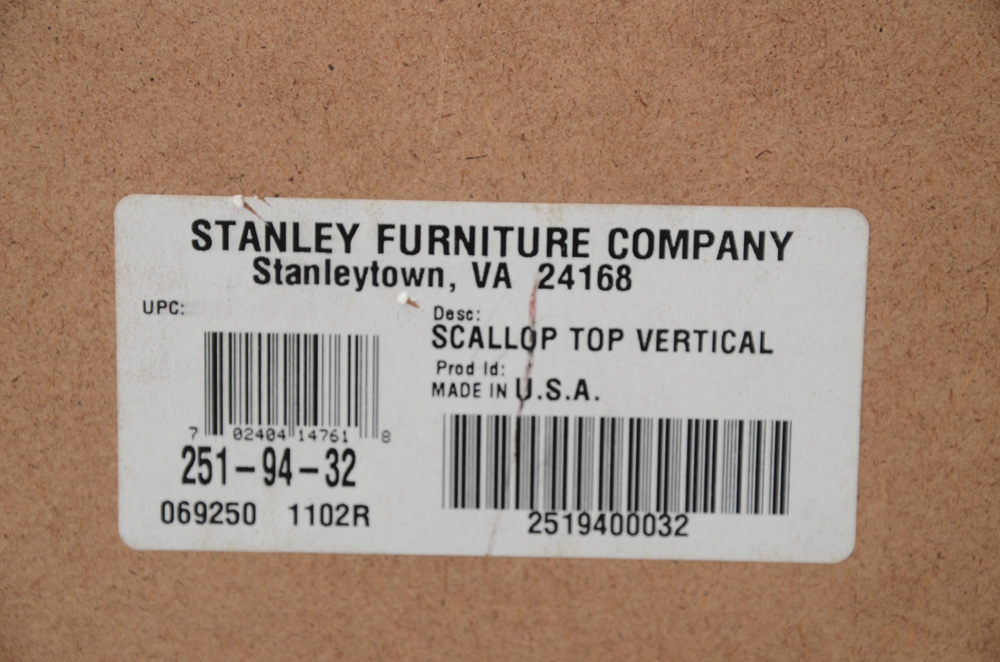 STANLEY FURNITURE COMPANY
Stanleytown, VA 24168
UPC:
7 02404 14761 8
251-94-32
069250 1102R
Desc:
SCALLOP TOP VERTICAL
Prod Id:
MADE IN U.S.A.
2519400032